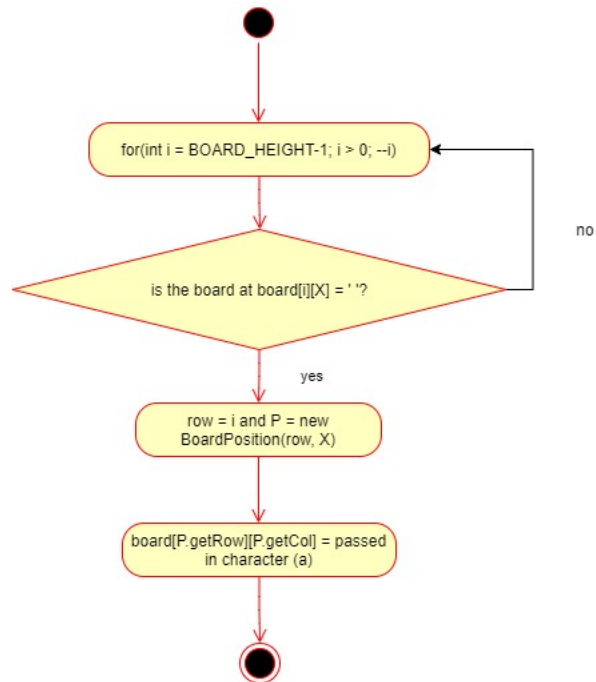 for(int i = BOARD_HEIGHT-1; i > 0; --i)
no
is the board at board[i][X] = ' '?
yes
row = i and P = new
BoardPosition(row, X)
board[P.getRow][P.getCol] = passed
in character (a)